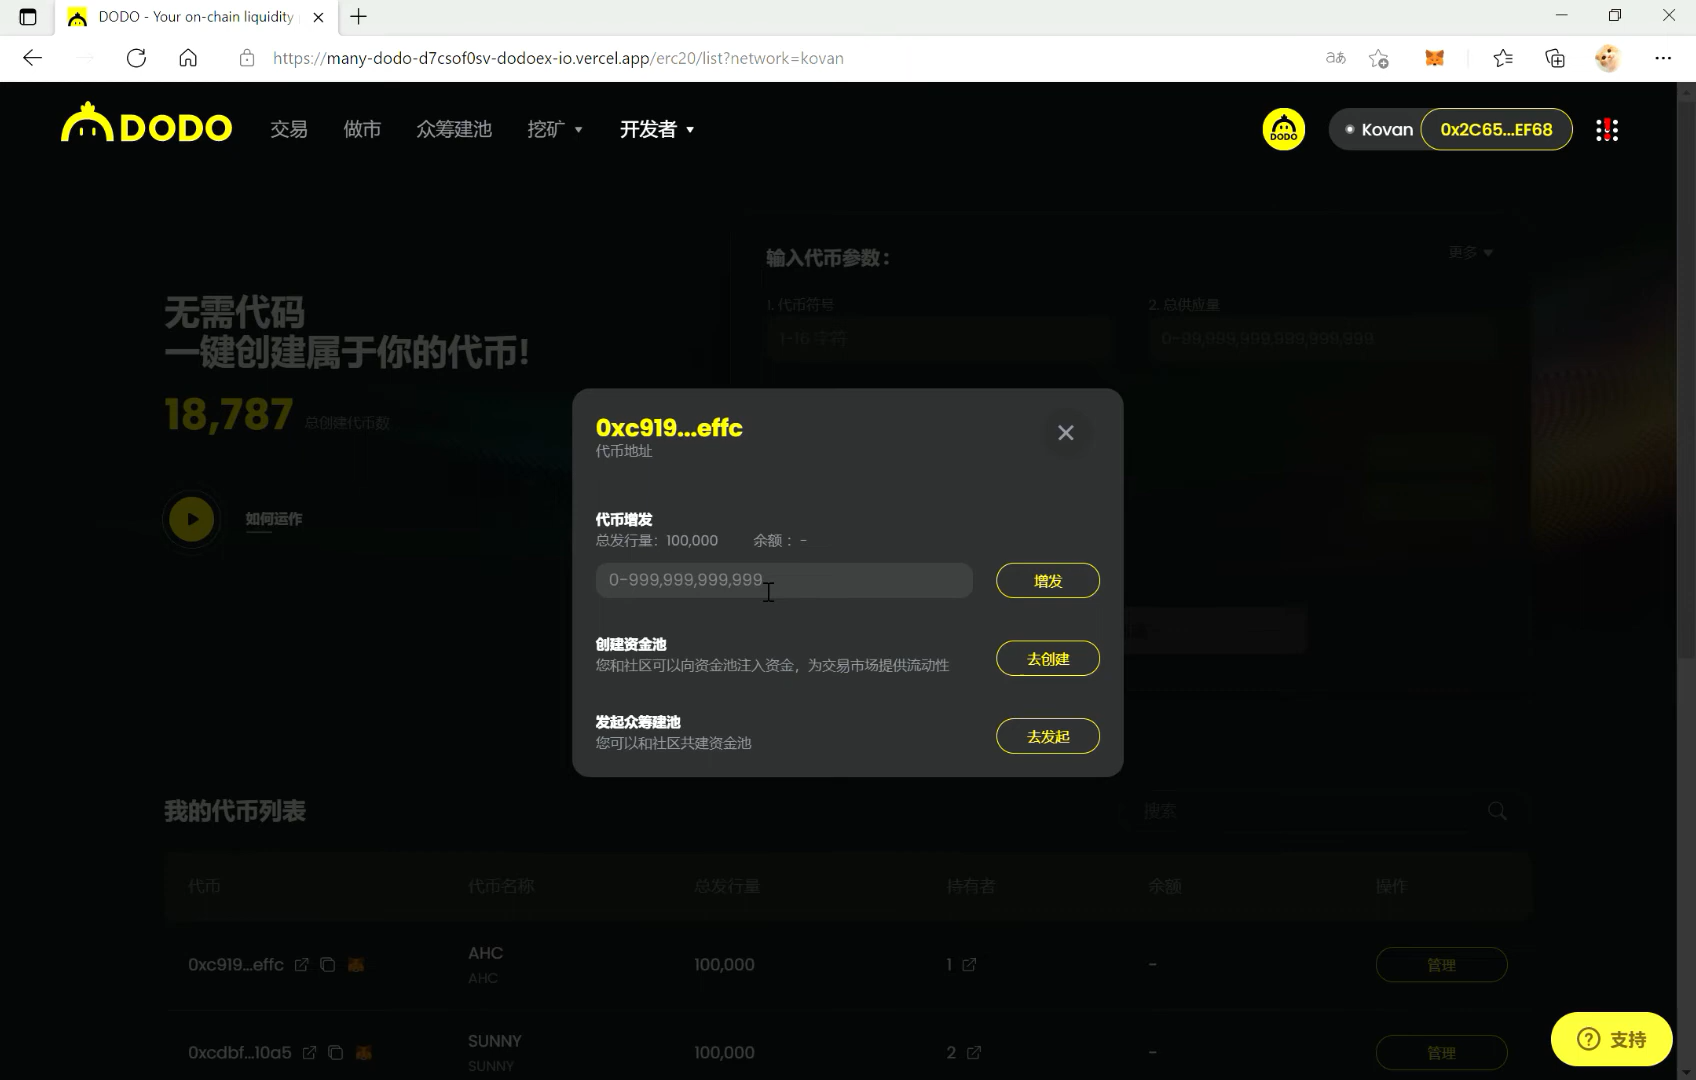 DODO - Your on-chain liquidity
https://many-dodo-d7csof0sv-dodoex-io.vercel.app/erc20/list?network=kovan
DODO
交易
做市
众筹建池
挖矿
开发者
DODO
Kovan
0x2C65...EF68
输入代币参数：
更多
无需代码
一键创建属于你的代币!
18,787
总创建代币数
如何运作
1. 代币符号
1-16 字符
2. 总供应量
0-99,999,999,999,999,999
0xc919...effc
代币地址
代币增发
总发行量：100,000
余额： -
0-999,999,999,999
增发
创建资金池
您和社区可以向资金池注入资金，为交易市场提供流动性
去创建
发起众筹建池
您可以和社区共建资金池
去发起
我的代币列表
搜索
代币
代币名称
总发行量
持有者
余额
操作
0xc919...effc
AHC
AHC
100,000
1
-
管理
0xcdbf...10a5
SUNNY
SUNNY
100,000
2
-
管理
支持